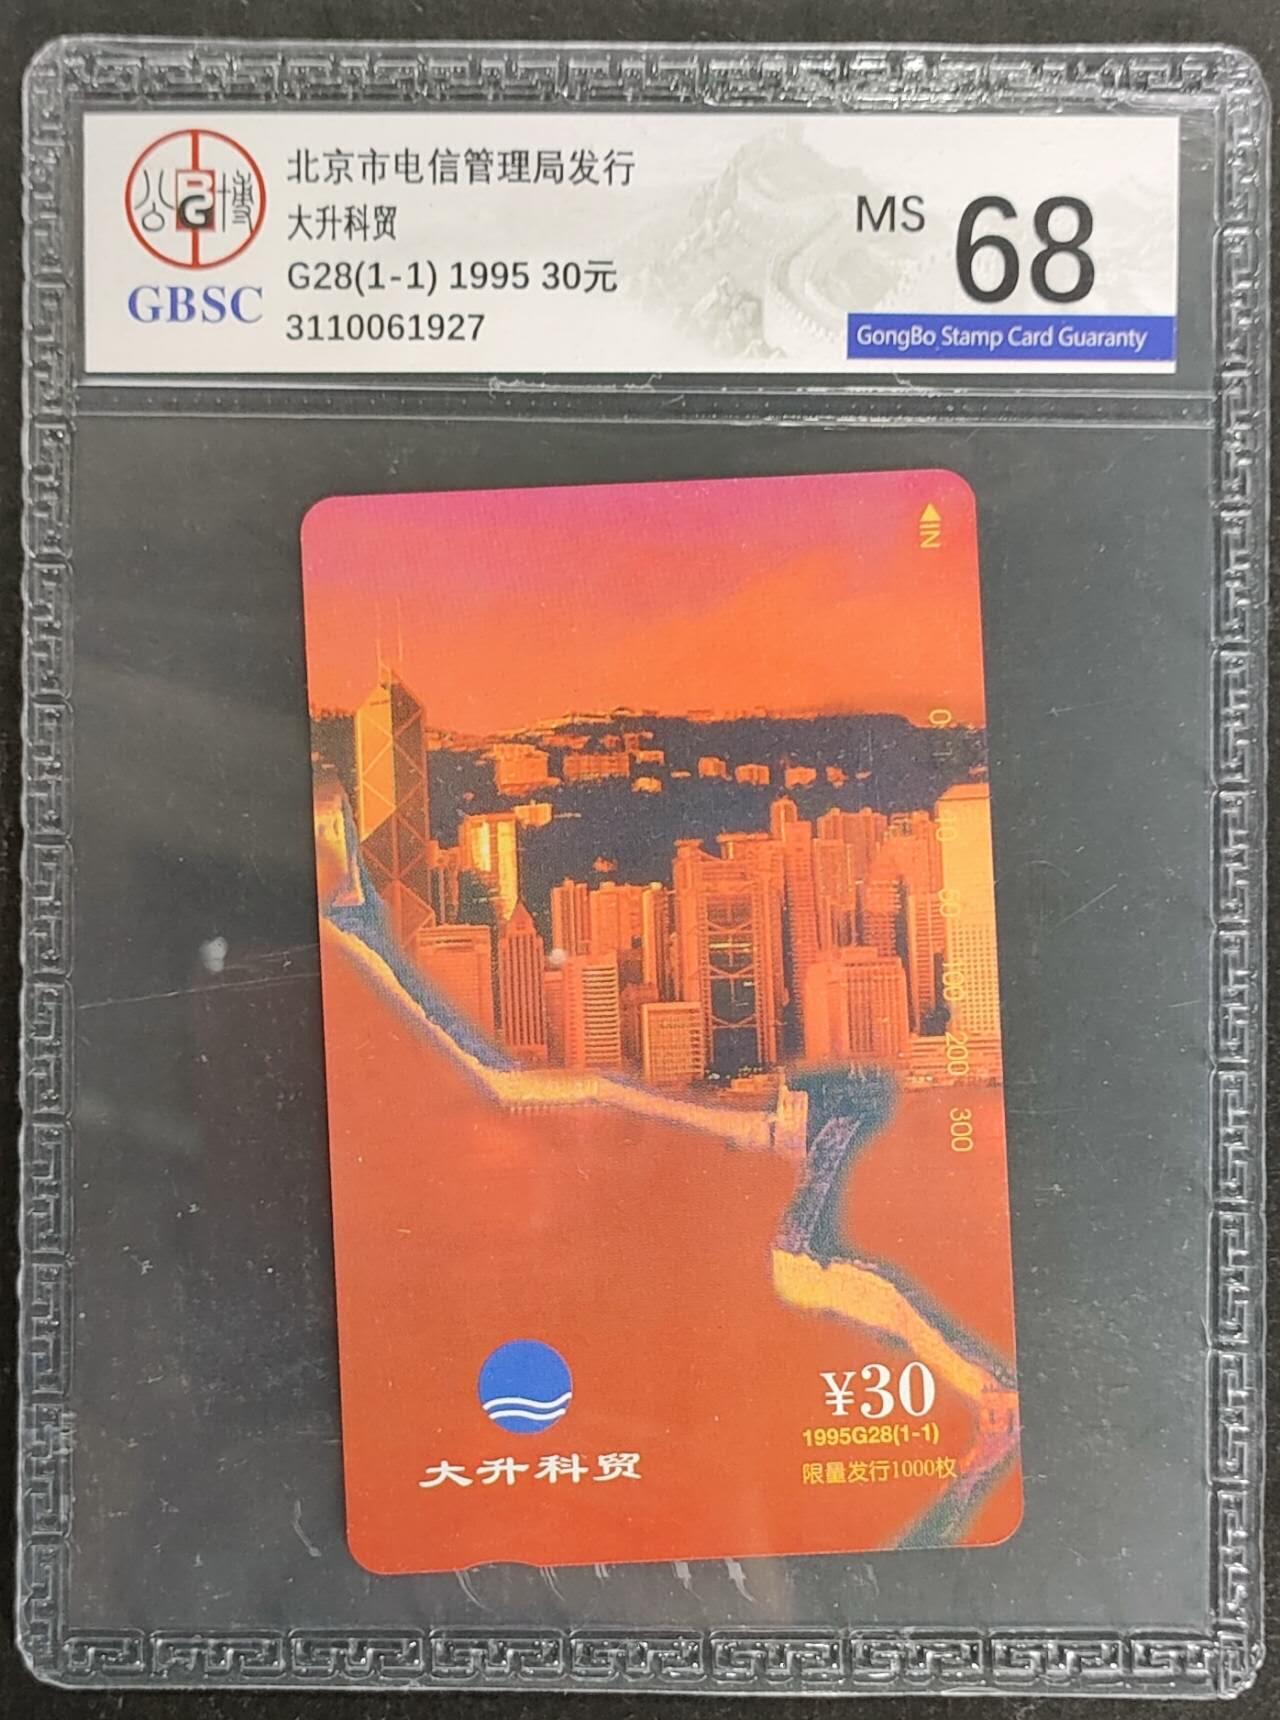 公博
GBSC
北京市电信管理局发行
大升科贸
G28(1-1) 1995 30元
3110061927
MS 68
GongBo Stamp Card Guaranty
IN
50
100
200
300
¥30
1995G28(1-1)
限量发行1000枚
大升科贸